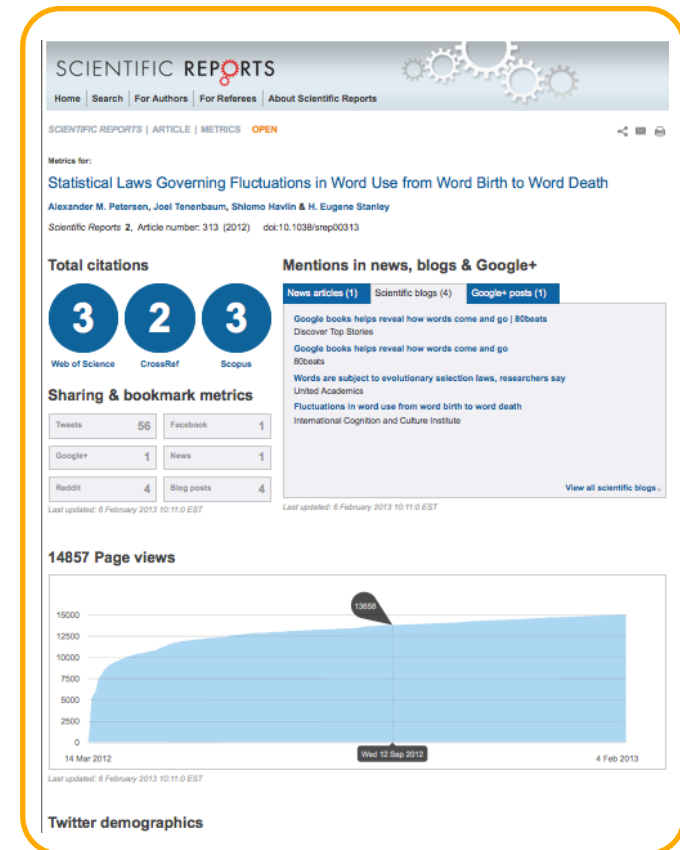 SCIENTIFIC REPORTS
Home | Search | For Authors | For Referees | About Scientific Reports
SCIENTIFIC REPORTS | ARTICLE | METRICS OPEN
Metrics for:
Statistical Laws Governing Fluctuations in Word Use from Word Birth to Word Death
Alexander M. Petersen, Joel Tenenbaum, Shlomo Havlin & H. Eugene Stanley
Scientific Reports 2, Article number: 313 (2012) doi:10.1038/srep00313
Total citations
3 2 3
Web of Science CrossRef Scopus
Sharing & bookmark metrics
Tweets 56 Facebook 1
Google+ 1 News 1
Reddit 4 Blog posts 4
Last updated: 6 February 2013 10:11:0 EST
Mentions in news, blogs & Google+
News articles (1) Scientific blogs (4) Google+ posts (1)
Google books helps reveal how words come and go | 80beats
Discover Top Stories
Google books helps reveal how words come and go
80beats
Words are subject to evolutionary selection laws, researchers say
United Academics
Fluctuations in word use from word birth to word death
International Cognition and Culture Institute
View all scientific blogs
Last updated: 6 February 2013 10:11:0 EST
14857 Page views
13658
15000
12500
10000
7500
5000
2500
0
14 Mar 2012 Wed 12 Sep 2012 4 Feb 2013
Last updated: 6 February 2013 10:11:0 EST
Twitter demographics